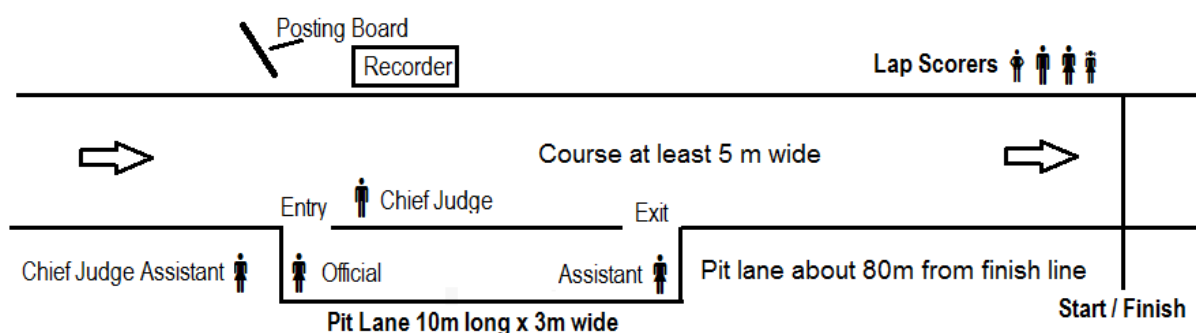 Posting Board
Recorder
Lap Scorers
Course at least 5 m wide
Entry
Chief Judge
Exit
Chief Judge Assistant
Official
Assistant
Pit lane about 80m from finish line
Pit Lane 10m long x 3m wide
Start / Finish